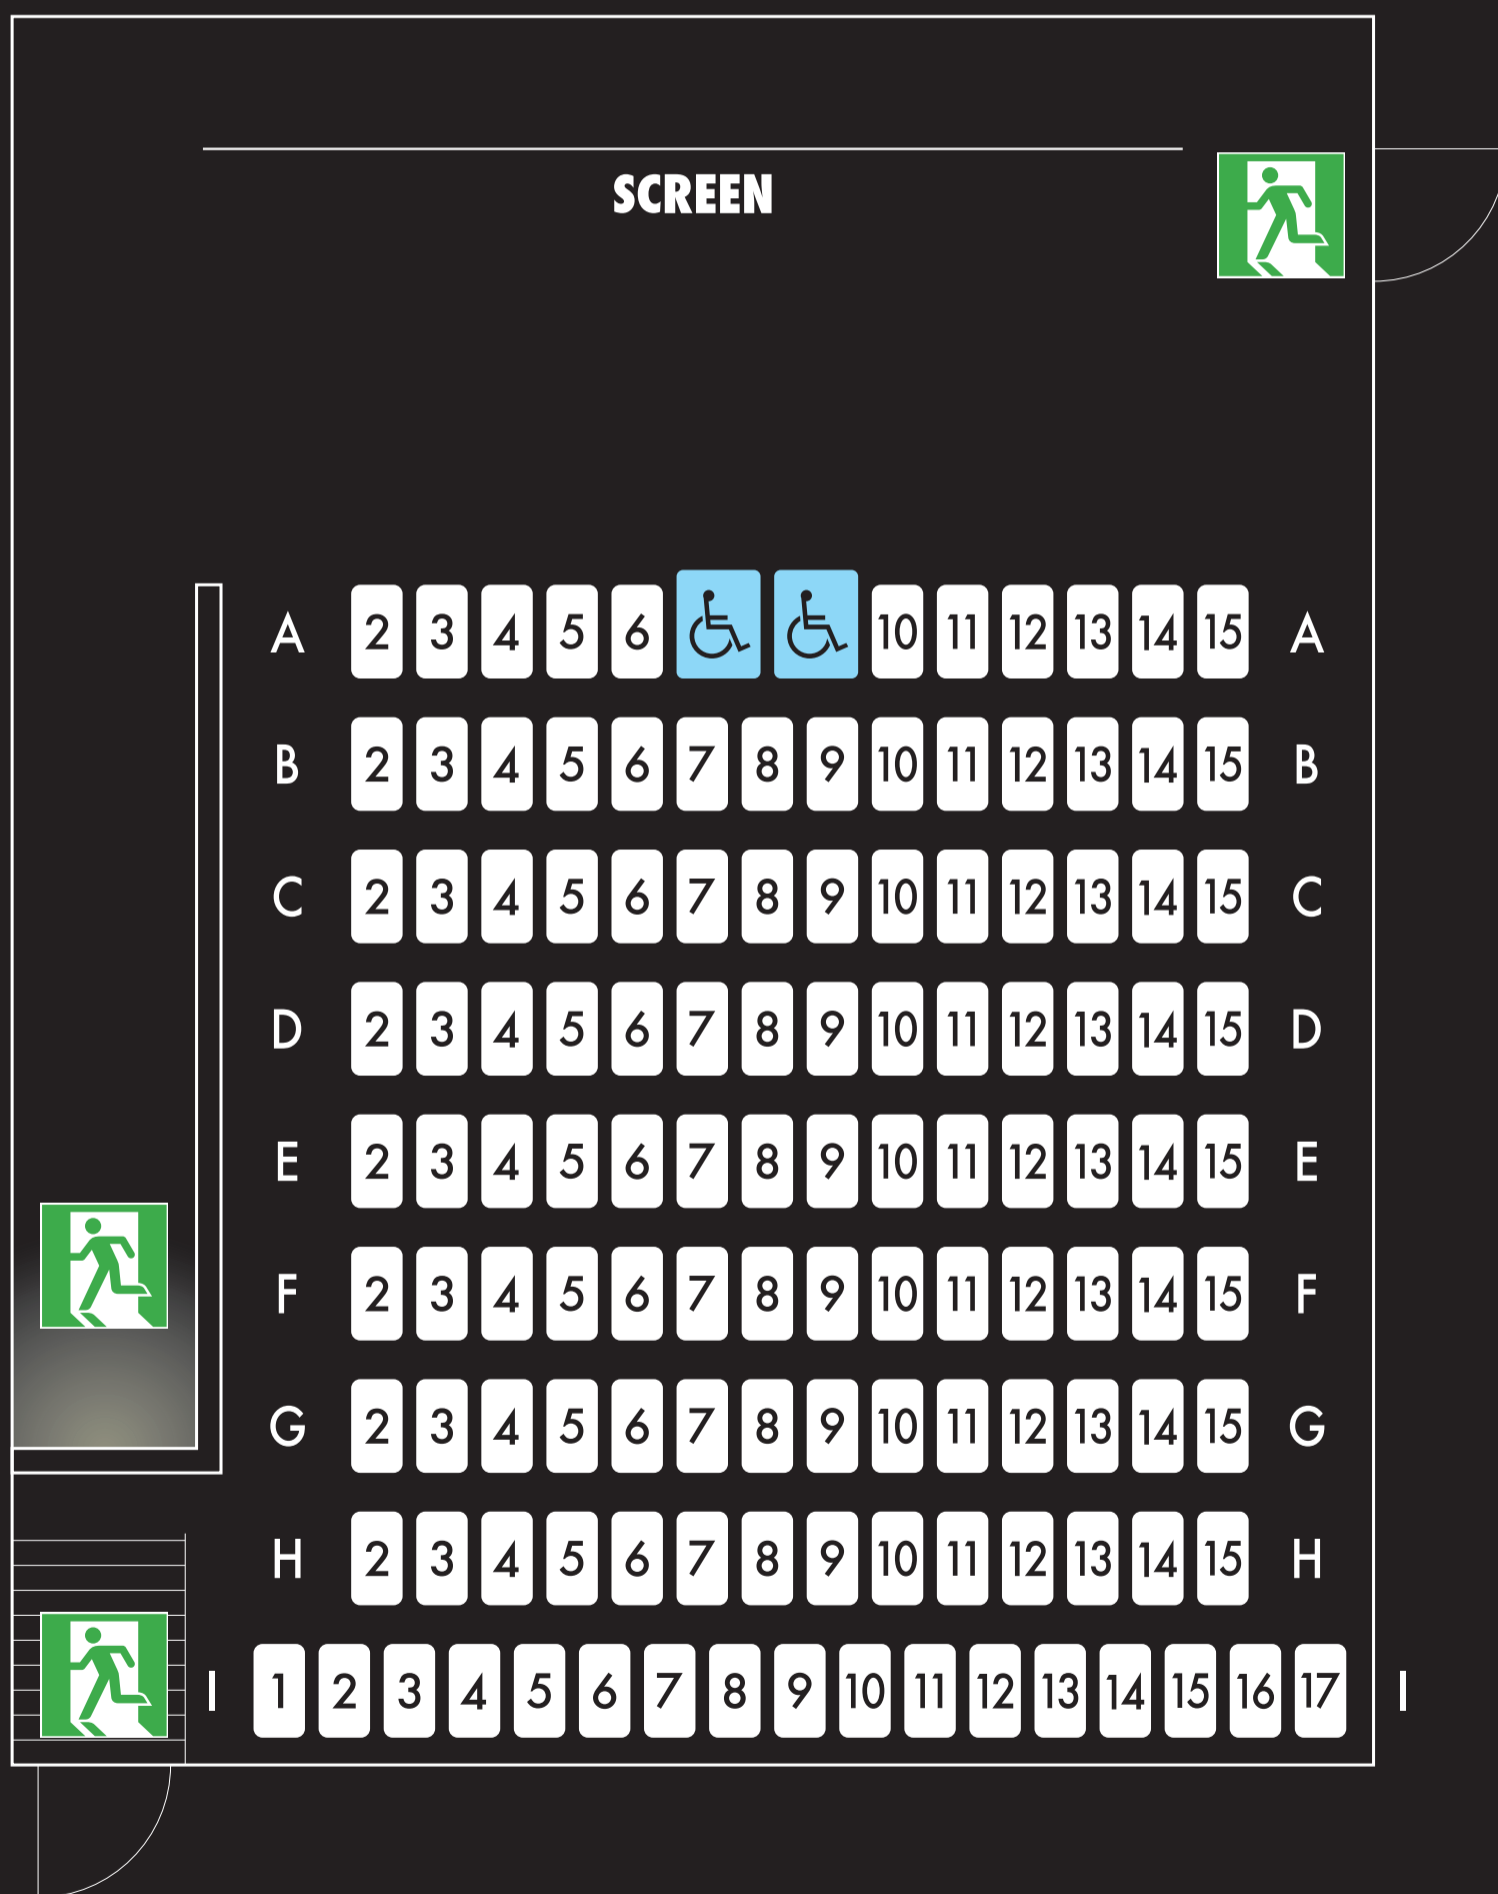 SCREEN
A 2 3 4 5 6 10 11 12 13 14 15 A
B 2 3 4 5 6 7 8 9 10 11 12 13 14 15 B
C 2 3 4 5 6 7 8 9 10 11 12 13 14 15 C
D 2 3 4 5 6 7 8 9 10 11 12 13 14 15 D
E 2 3 4 5 6 7 8 9 10 11 12 13 14 15 E
F 2 3 4 5 6 7 8 9 10 11 12 13 14 15 F
G 2 3 4 5 6 7 8 9 10 11 12 13 14 15 G
H 2 3 4 5 6 7 8 9 10 11 12 13 14 15 H
I 1 2 3 4 5 6 7 8 9 10 11 12 13 14 15 16 17 I